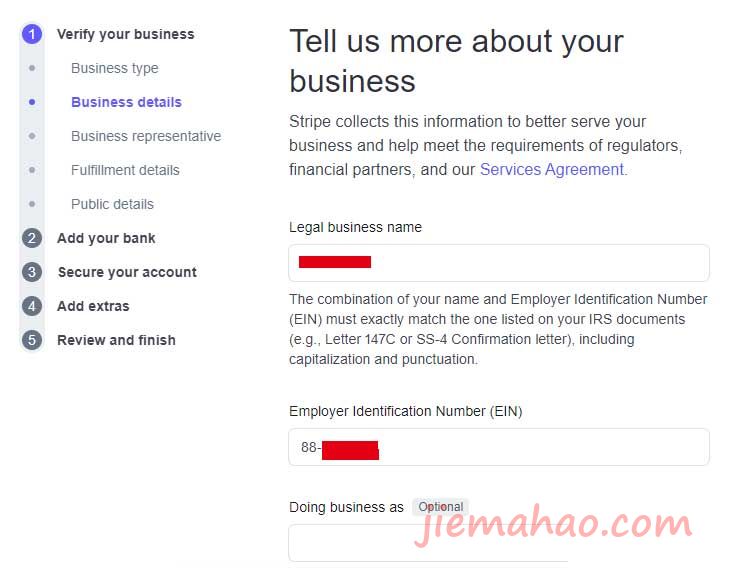 1 Verify your business
Business type
Business details
Business representative
Fulfillment details
Public details
2 Add your bank
3 Secure your account
4 Add extras
5 Review and finish
Tell us more about your
business
Stripe collects this information to better serve your
business and help meet the requirements of regulators,
financial partners, and our Services Agreement.
Legal business name
The combination of your name and Employer Identification Number
(EIN) must exactly match the one listed on your IRS documents
(e.g., Letter 147C or SS-4 Confirmation letter), including
capitalization and punctuation.
Employer Identification Number (EIN)
88-
Doing business as Optional
jiemahao.com